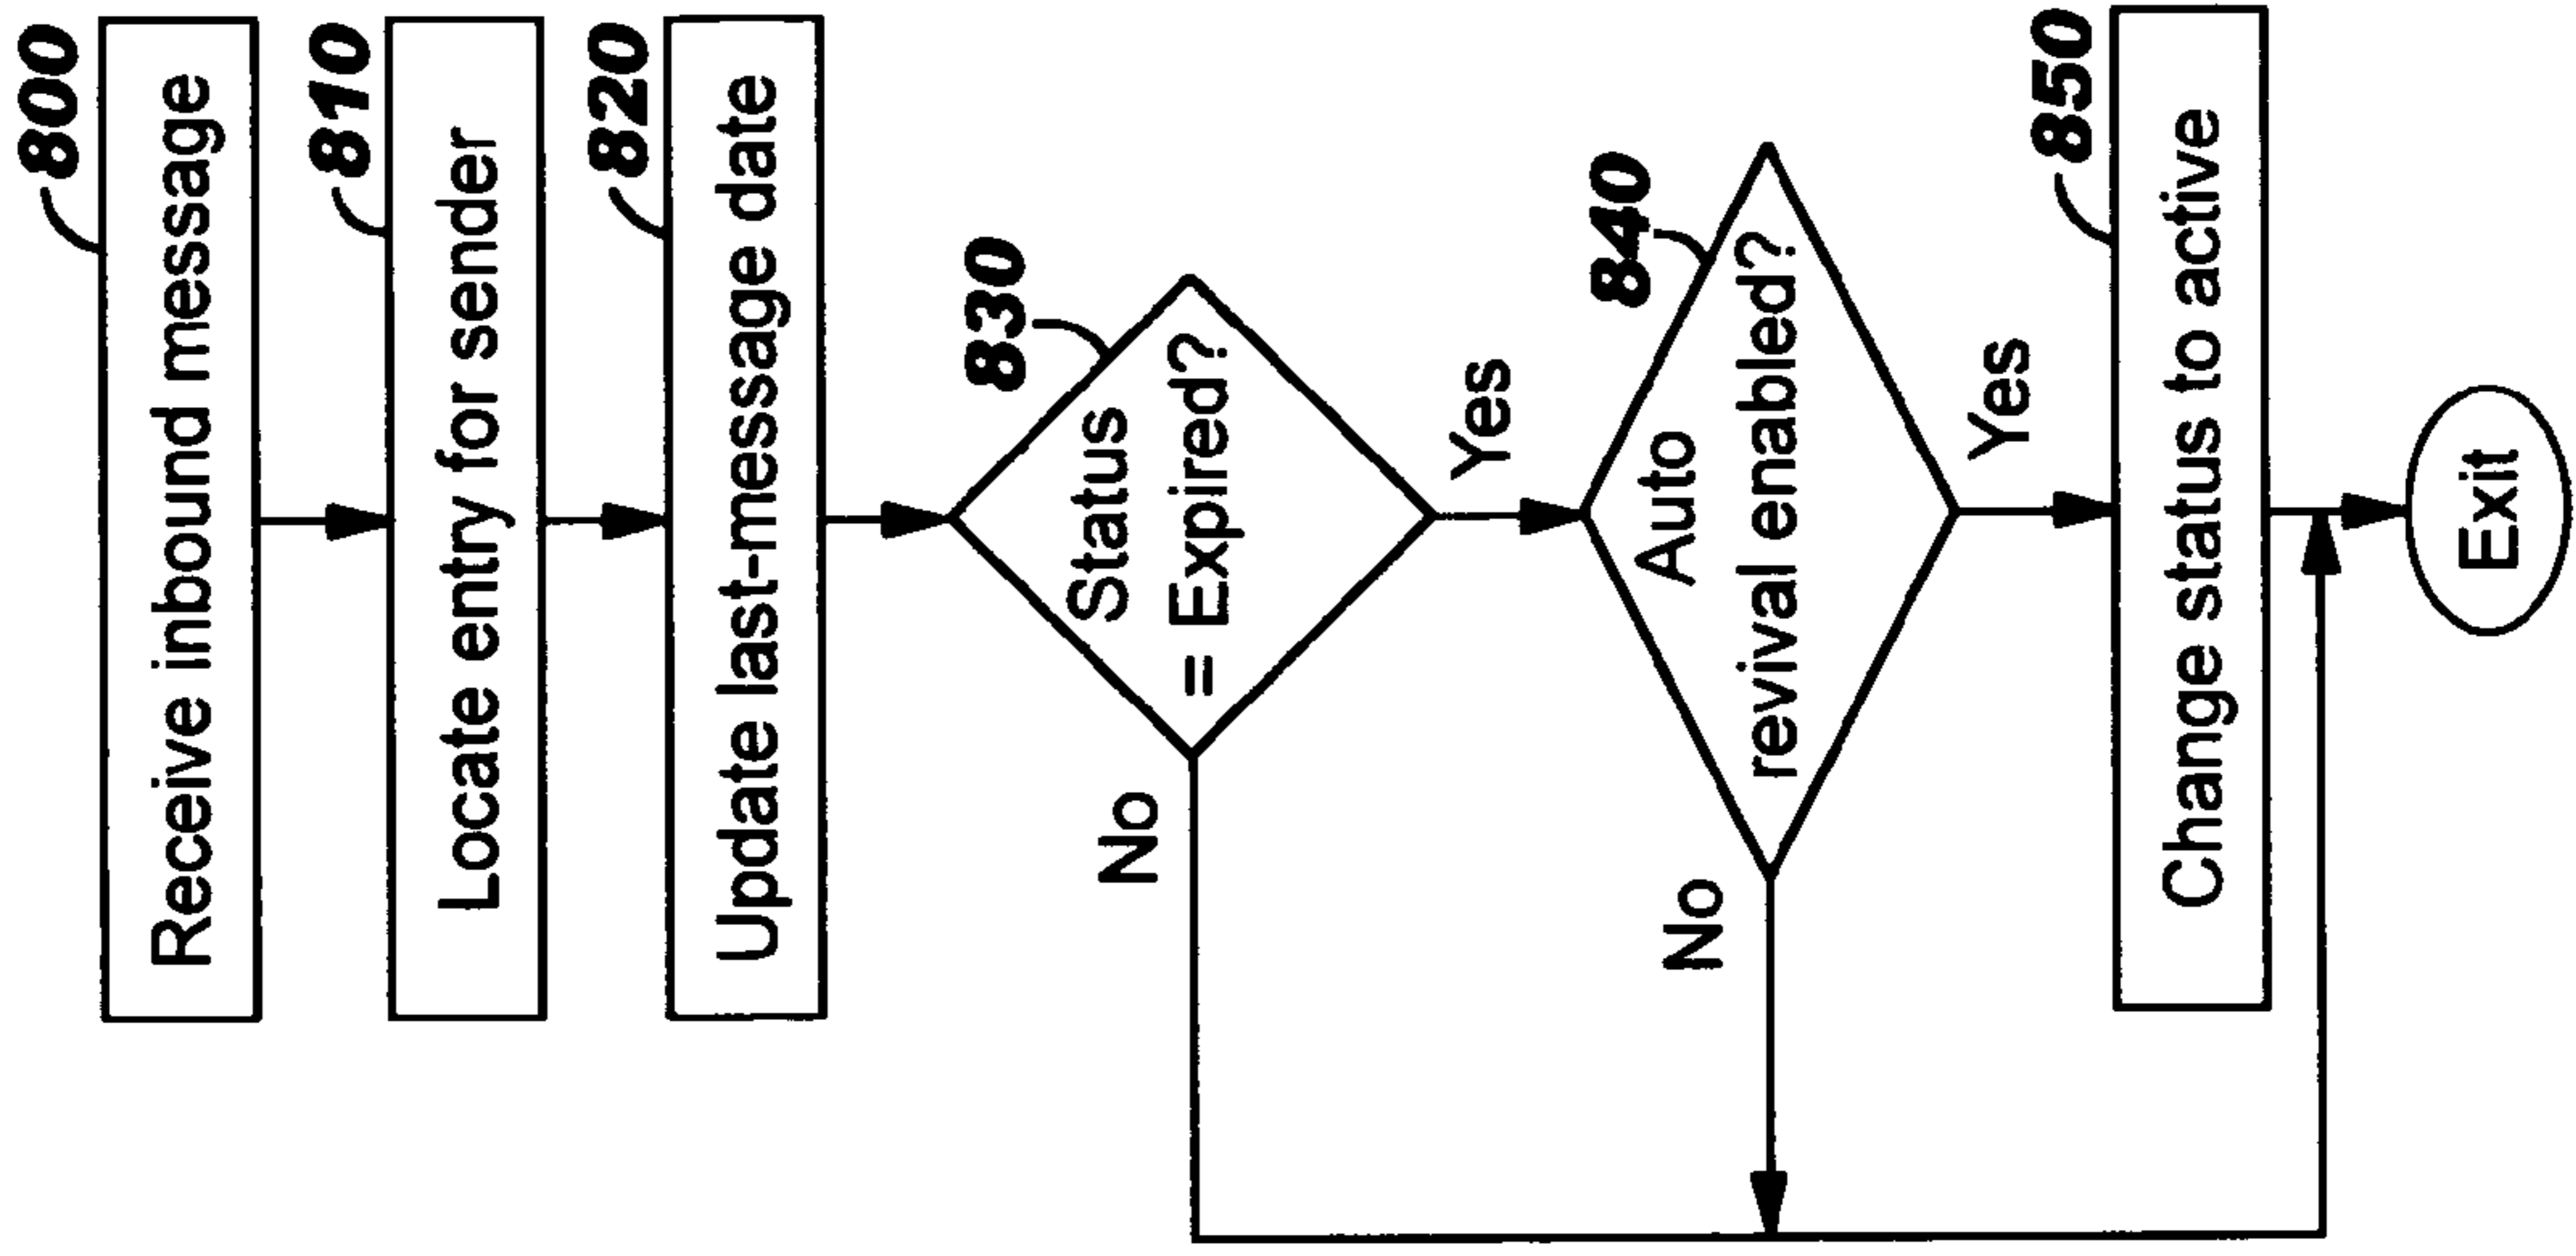 800
Receive inbound message
810
Locate entry for sender
820
Update last-message date
830
Status
= Expired?
No
Yes
840
Auto
revival enabled?
No
Yes
850
Change status to active
Exit